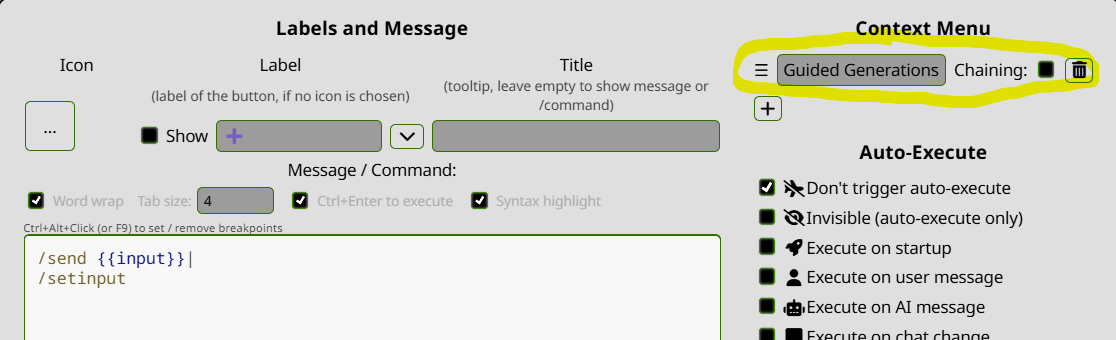 Labels and Message
Icon
Label
(label of the button, if no icon is chosen)
Title
(tooltip, leave empty to show message or
/command)
...
Show
+
Message / Command:
Word wrap
Tab size:
4
Ctrl+Enter to execute
Syntax highlight
Ctrl+Alt+Click (or F9) to set / remove breakpoints
/send {{input}}|
/setinput
Context Menu
Guided Generations
Chaining:
+
Auto-Execute
Don't trigger auto-execute
Invisible (auto-execute only)
Execute on startup
Execute on user message
Execute on AI message
Execute on chat change